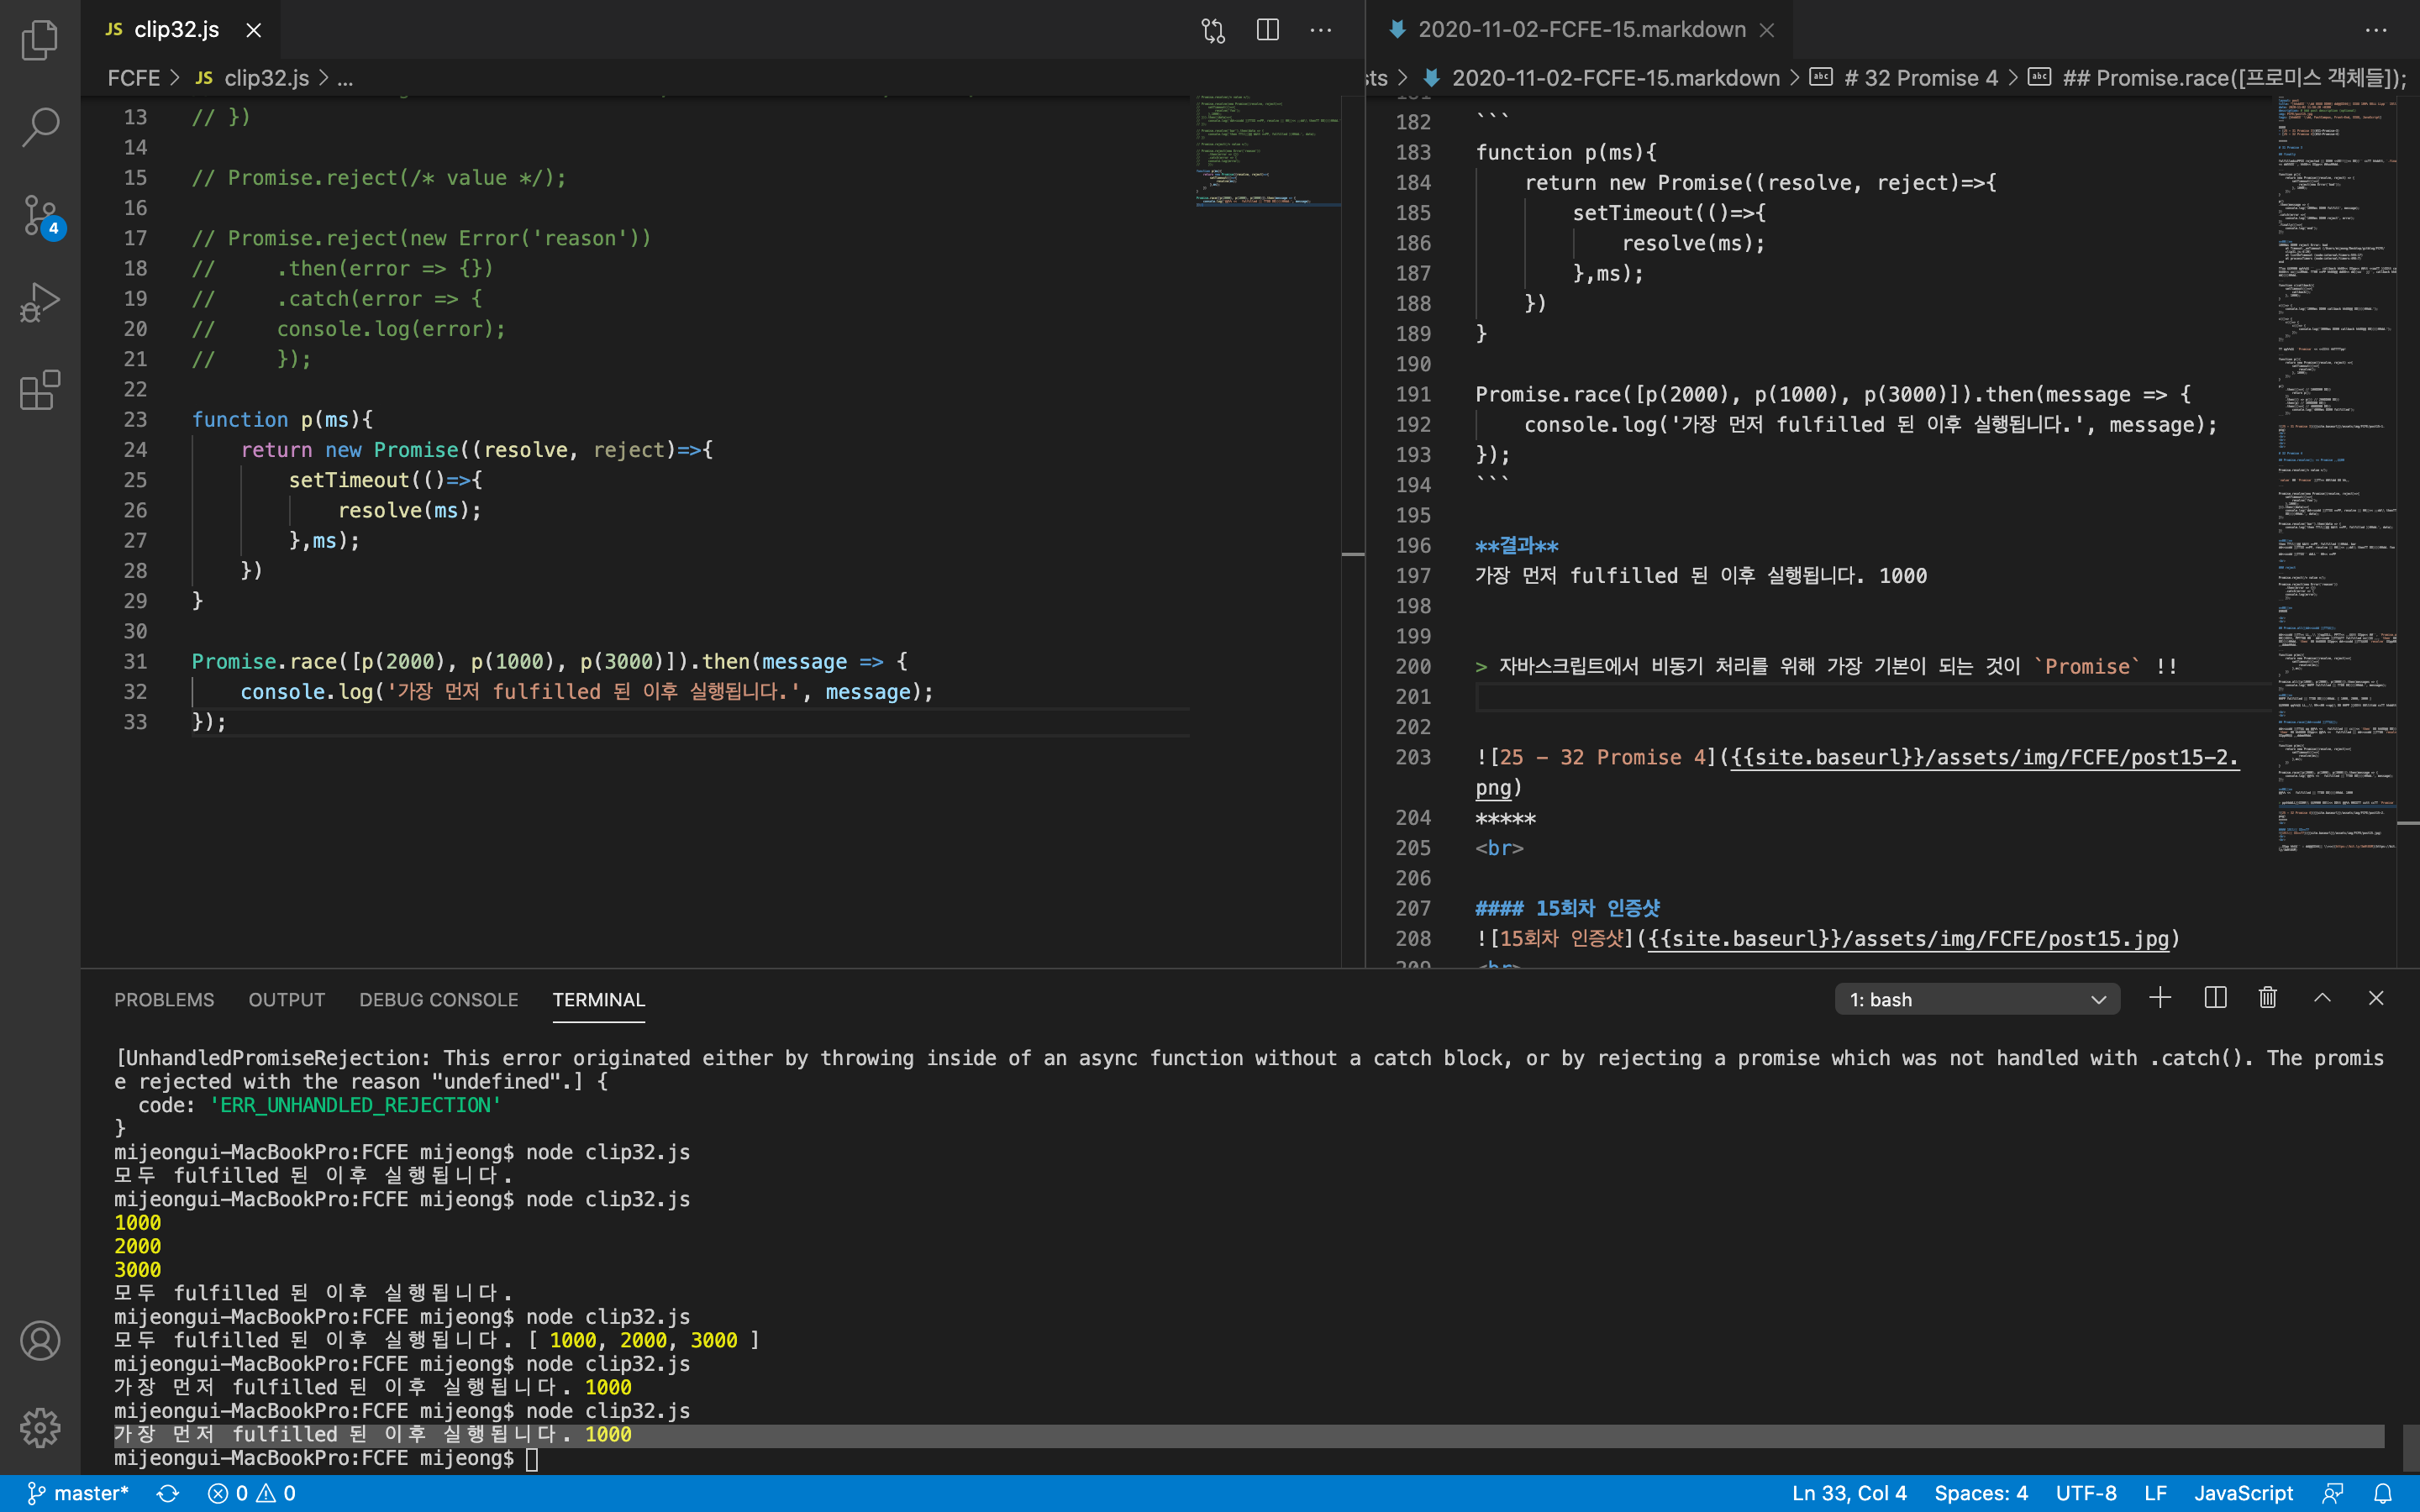 JS clip32.js
2020-11-02-FCFE-15.markdown
FCFE > JS clip32.js > ...
sts > 2020-11-02-FCFE-15.markdown > abc # 32 Promise 4 > abc ## Promise.race([프로미스 객체들]);
13 // })
14
15 // Promise.reject(/* value */);
16
17 // Promise.reject(new Error('reason'))
18 //     .then(error => {})
19 //     .catch(error => {
20 //     console.log(error);
21 //     });
22
23 function p(ms){
24     return new Promise((resolve, reject)=>{
25         setTimeout(()=>{
26             resolve(ms);
27         },ms);
28     })
29 }
30
31 Promise.race([p(2000), p(1000), p(3000)]).then(message => {
32     console.log('가장 먼저 fulfilled 된 이후 실행됩니다.', message);
33 });
182 ```
183 function p(ms){
184     return new Promise((resolve, reject)=>{
185         setTimeout(()=>{
186             resolve(ms);
187         },ms);
188     })
189 }
190
191 Promise.race([p(2000), p(1000), p(3000)]).then(message => {
192     console.log('가장 먼저 fulfilled 된 이후 실행됩니다.', message);
193 });
194 ```
195
196 **결과**
197 가장 먼저 fulfilled 된 이후 실행됩니다. 1000
198
199
200 > 자바스크립트에서 비동기 처리를 위해 가장 기본이 되는 것이 `Promise` !!
201
202
203 ![25 - 32 Promise 4]({{site.baseurl}}/assets/img/FCFE/post15-2.
png)
204 *****
205 <br>
206
207 #### 15회차 인증샷
208 ![15회차 인증샷]({{site.baseurl}}/assets/img/FCFE/post15.jpg)
209 <br>
4
PROBLEMS OUTPUT DEBUG CONSOLE TERMINAL
1: bash
[UnhandledPromiseRejection: This error originated either by throwing inside of an async function without a catch block, or by rejecting a promise which was not handled with .catch(). The promis
e rejected with the reason "undefined".] {
  code: 'ERR_UNHANDLED_REJECTION'
}
mijeongui-MacBookPro:FCFE mijeong$ node clip32.js
모두 fulfilled 된 이후 실행됩니다.
mijeongui-MacBookPro:FCFE mijeong$ node clip32.js
1000
2000
3000
모두 fulfilled 된 이후 실행됩니다.
mijeongui-MacBookPro:FCFE mijeong$ node clip32.js
모두 fulfilled 된 이후 실행됩니다. [ 1000, 2000, 3000 ]
mijeongui-MacBookPro:FCFE mijeong$ node clip32.js
가장 먼저 fulfilled 된 이후 실행됩니다. 1000
mijeongui-MacBookPro:FCFE mijeong$ node clip32.js
가장 먼저 fulfilled 된 이후 실행됩니다. 1000
mijeongui-MacBookPro:FCFE mijeong$
master* 0 0
Ln 33, Col 4 Spaces: 4 UTF-8 LF JavaScript